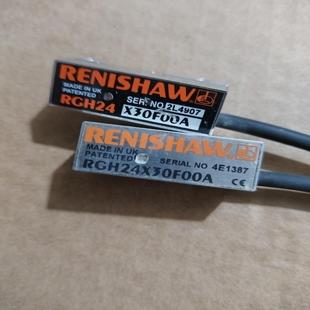 RENISHAW
MADE IN UK
PATENTED
SER. NO 2L4907
RGH24 X30F00A
RENISHAW
MADE IN UK
PATENTED
SERIAL NO 4E1387
RGH24X30F00A CE